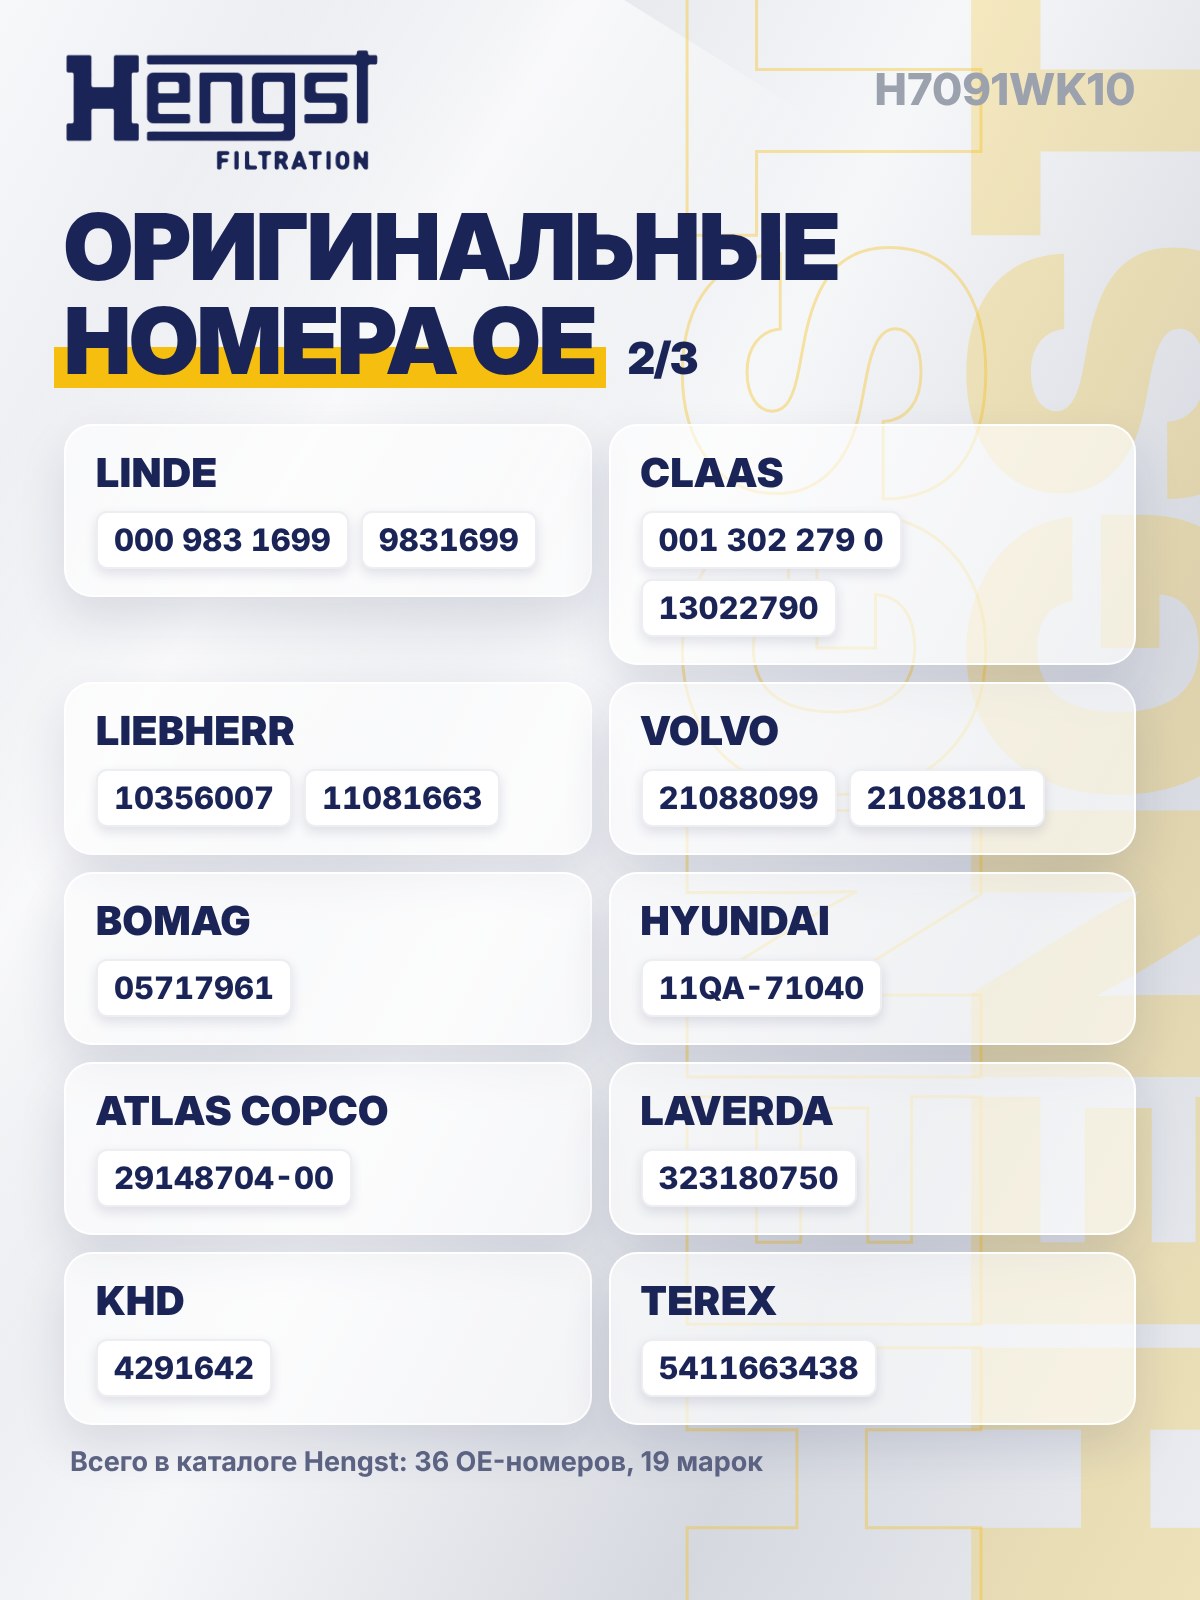 Hengst
FILTRATION
H7091WK10
ОРИГИНАЛЬНЫЕ
НОМЕРА OE 2/3
LINDE
000 983 1699 9831699
CLAAS
001 302 279 0
13022790
LIEBHERR
10356007 11081663
VOLVO
21088099 21088101
BOMAG
05717961
HYUNDAI
11QA-71040
ATLAS COPCO
29148704-00
LAVERDA
323180750
KHD
4291642
TEREX
5411663438
Всего в каталоге Hengst: 36 OE-номеров, 19 марок